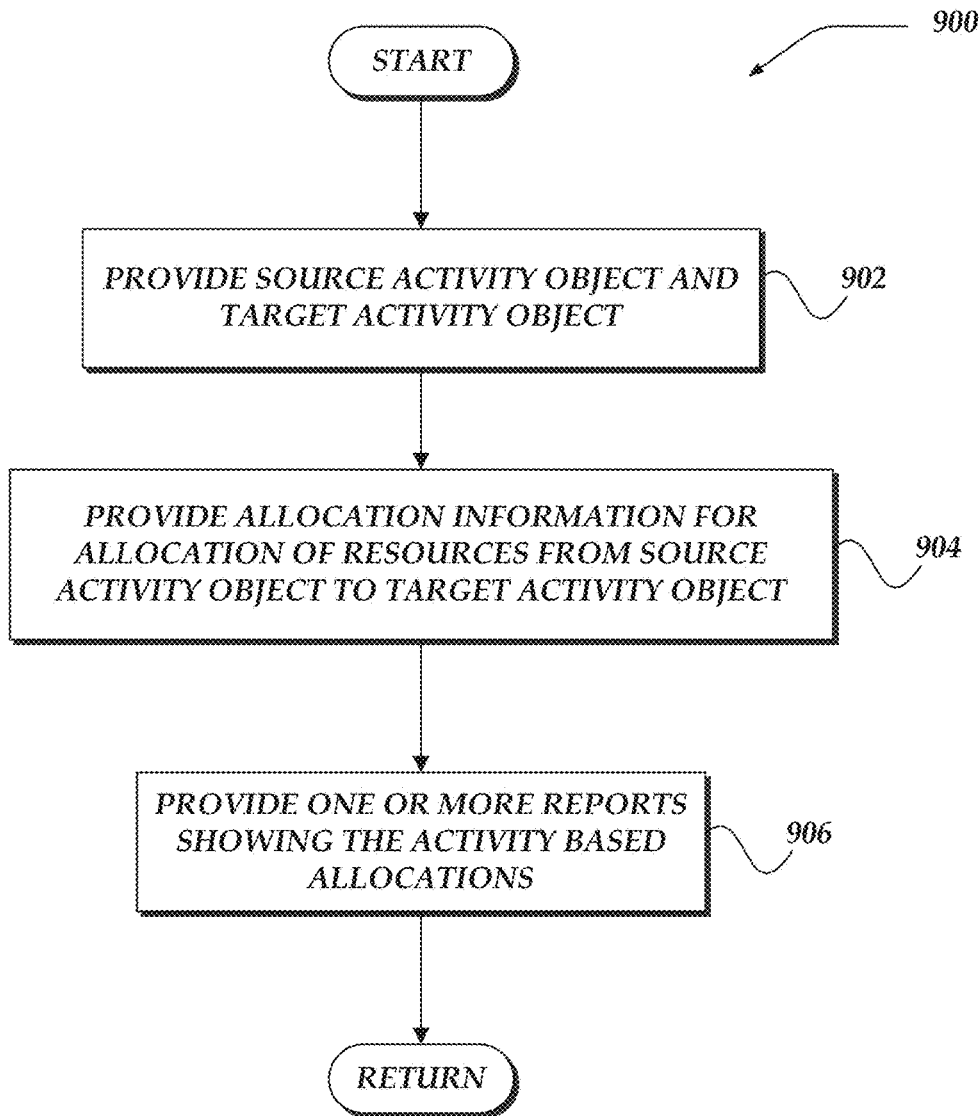 900
START
PROVIDE SOURCE ACTIVITY OBJECT AND
TARGET ACTIVITY OBJECT
902
PROVIDE ALLOCATION INFORMATION FOR
ALLOCATION OF RESOURCES FROM SOURCE
ACTIVITY OBJECT TO TARGET ACTIVITY OBJECT
904
PROVIDE ONE OR MORE REPORTS
SHOWING THE ACTIVITY BASED
ALLOCATIONS
906
RETURN